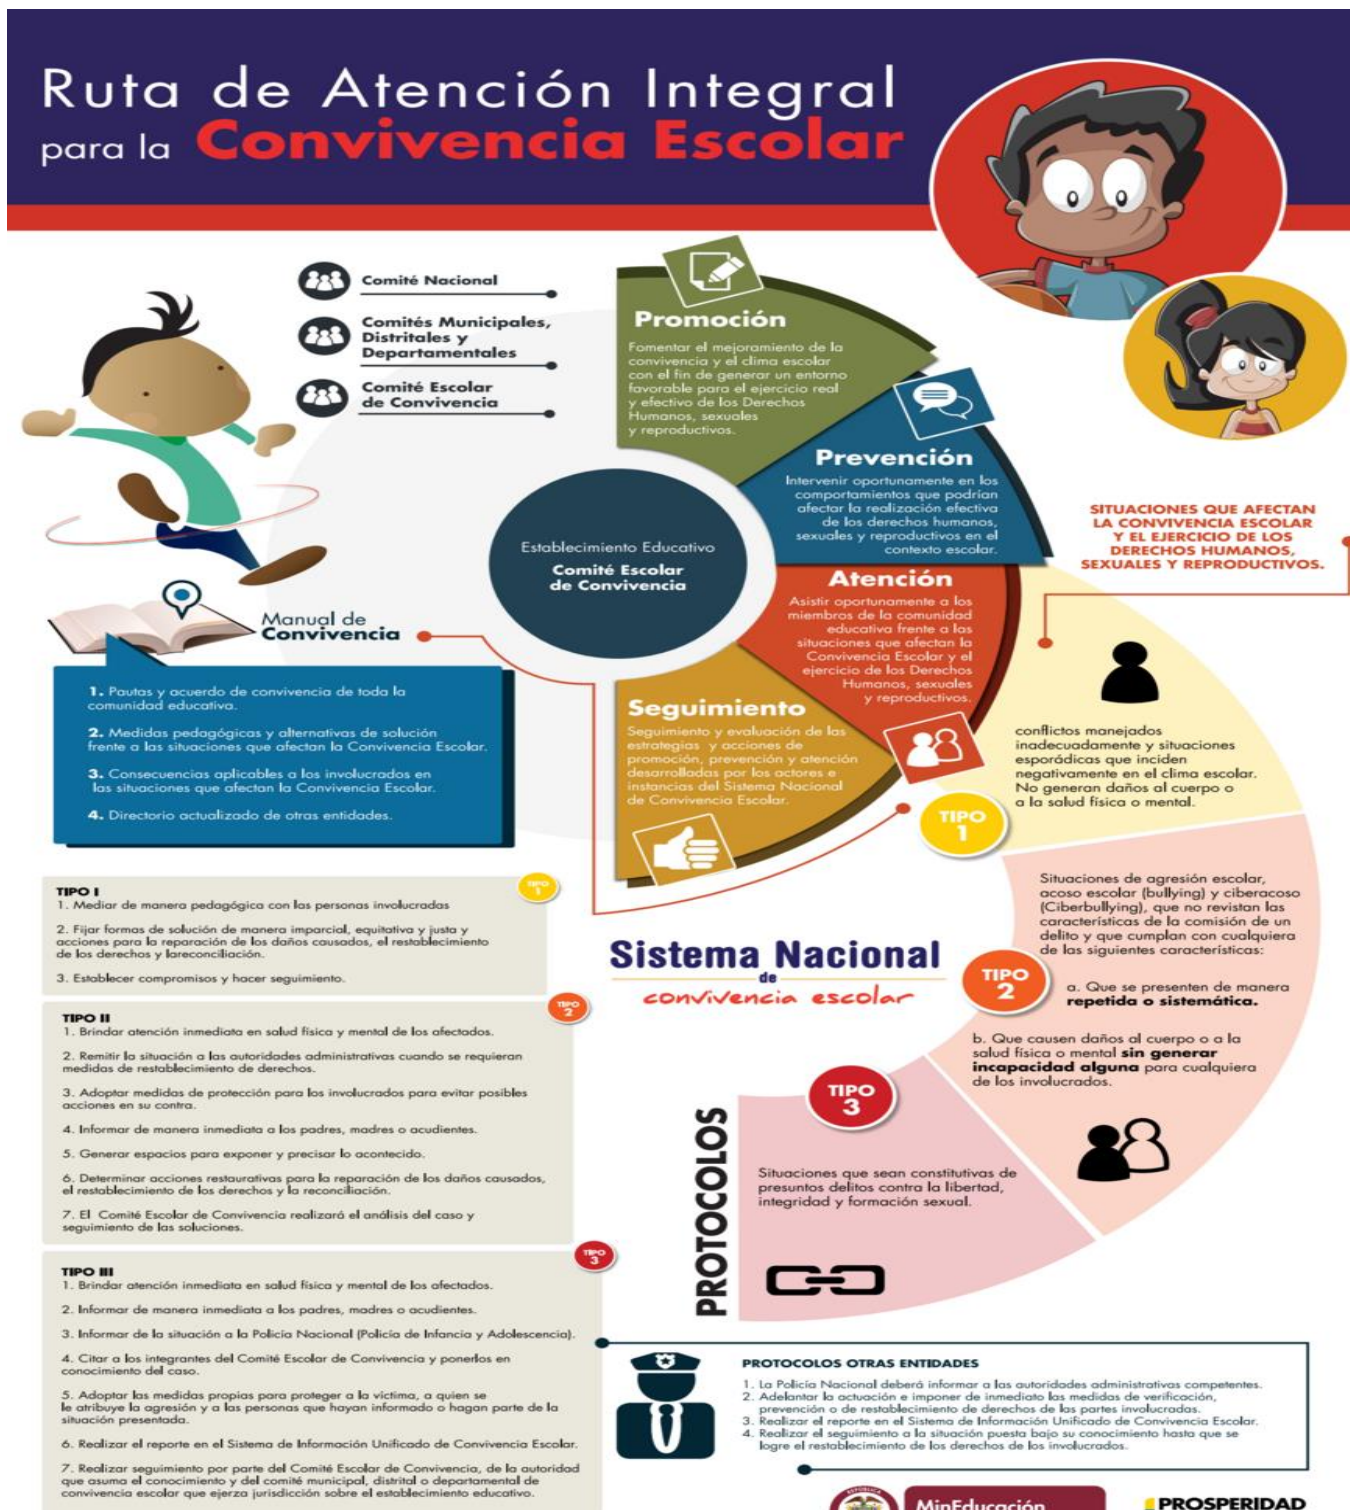 Ruta de Atención Integral
para la Convivencia Escolar
Comité Nacional
Comités Municipales,
Distritales y
Departamentales
Comité Escolar
de Convivencia
Promoción
Fomentar el mejoramiento de la
convivencia y el clima escolar
con el fin de generar un entorno
favorable para el ejercicio real
y efectivo de los Derechos
Humanos, sexuales
y reproductivos.
Prevención
Intervenir oportunamente en los
comportamientos que podrían
afectar la realización efectiva
de los derechos humanos,
sexuales y reproductivos en el
contexto escolar.
Establecimiento Educativo
Comité Escolar
de Convivencia
Atención
Asistir oportunamente a los
miembros de la comunidad
educativa frente a las
situaciones que afectan la
Convivencia Escolar y el
ejercicio de los Derechos
Humanos, sexuales
y reproductivos.
Seguimiento
Seguimiento y evaluación de las
estrategias y acciones de
promoción, prevención y atención
desarrolladas por los actores e
instancias del Sistema Nacional
de Convivencia Escolar.
SITUACIONES QUE AFECTAN
LA CONVIVENCIA ESCOLAR
Y EL EJERCICIO DE LOS
DERECHOS HUMANOS,
SEXUALES Y REPRODUCTIVOS.
Manual de
Convivencia
1. Pautas y acuerdo de convivencia de toda la
comunidad educativa.
2. Medidas pedagógicas y alternativas de solución
frente a las situaciones que afectan la Convivencia Escolar.
3. Consecuencias aplicables a los involucrados en
las situaciones que afectan la Convivencia Escolar.
4. Directorio actualizado de otras entidades.
conflictos manejados
inadecuadamente y situaciones
esporádicas que inciden
negativamente en el clima escolar.
No generan daños al cuerpo o
a la salud física o mental.
TIPO
1
Situaciones de agresión escolar,
acoso escolar (bullying) y ciberacoso
(Ciberbullying), que no revistan las
características de la comisión de un
delito y que cumplan con cualquiera
de las siguientes características:
TIPO
2
a. Que se presenten de manera
repetida o sistemática.
b. Que causen daños al cuerpo o a la
salud física o mental sin generar
incapacidad alguna para cualquiera
de los involucrados.
TIPO
3
Situaciones que sean constitutivas de
presuntos delitos contra la libertad,
integridad y formación sexual.
Sistema Nacional
de
convivencia escolar
PROTOCOLOS
TIPO
1
TIPO I
1. Mediar de manera pedagógica con las personas involucradas
2. Fijar formas de solución de manera imparcial, equitativa y justa y
acciones para la reparación de los daños causados, el restablecimiento
de los derechos y lareconciliación.
3. Establecer compromisos y hacer seguimiento.
TIPO
2
TIPO II
1. Brindar atención inmediata en salud física y mental de los afectados.
2. Remitir la situación a las autoridades administrativas cuando se requieran
medidas de restablecimiento de derechos.
3. Adoptar medidas de protección para los involucrados para evitar posibles
acciones en su contra.
4. Informar de manera inmediata a los padres, madres o acudientes.
5. Generar espacios para exponer y precisar lo acontecido.
6. Determinar acciones restaurativas para la reparación de los daños causados,
el restablecimiento de los derechos y la reconciliación.
7. El Comité Escolar de Convivencia realizará el análisis del caso y
seguimiento de las soluciones.
TIPO
3
TIPO III
1. Brindar atención inmediata en salud física y mental de los afectados.
2. Informar de manera inmediata a los padres, madres o acudientes.
3. Informar de la situación a la Policía Nacional (Policía de Infancia y Adolescencia).
4. Citar a los integrantes del Comité Escolar de Convivencia y ponerlos en
conocimiento del caso.
5. Adoptar las medidas propias para proteger a la víctima, a quien se
le atribuye la agresión y a las personas que hayan informado o hagan parte de la
situación presentada.
6. Realizar el reporte en el Sistema de Información Unificado de Convivencia Escolar.
7. Realizar seguimiento por parte del Comité Escolar de Convivencia, de la autoridad
que asuma el conocimiento y del comité municipal, distrital o departamental de
convivencia escolar que ejerza jurisdicción sobre el establecimiento educativo.
PROTOCOLOS OTRAS ENTIDADES
1. La Policía Nacional deberá informar a las autoridades administrativas competentes.
2. Adelantar la actuación e imponer de inmediato las medidas de verificación,
prevención o de restablecimiento de derechos de las partes involucradas.
3. Realizar el reporte en el Sistema de Información Unificado de Convivencia Escolar.
4. Realizar el seguimiento a la situación puesta bajo su conocimiento hasta que se
logre el restablecimiento de los derechos de los involucrados.
MinEducación
PROSPERIDAD